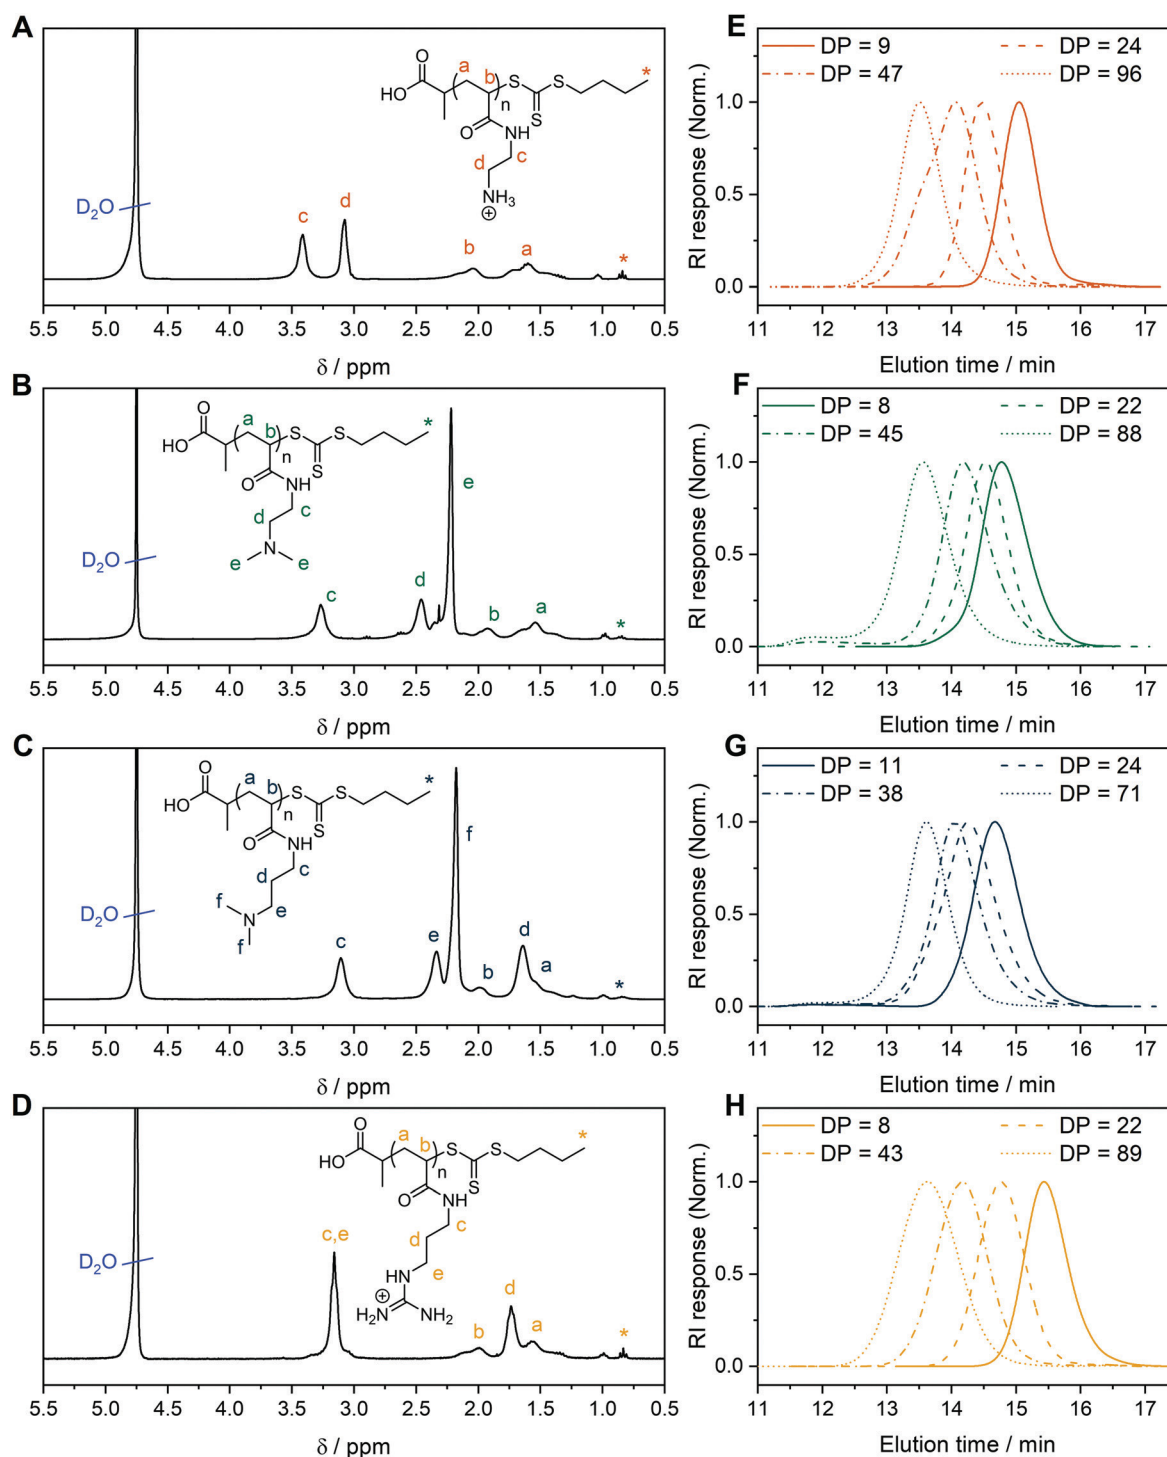 A
a
b
*
HO
O
n
S
S
S
O
NH
c
d
NH3
⊕
D2O
c
d
b
a
*
5.5 5.0 4.5 4.0 3.5 3.0 2.5 2.0 1.5 1.0 0.5
δ / ppm
E
DP = 9
DP = 24
DP = 47
DP = 96
RI response (Norm.)
1.0
0.5
0.0
11 12 13 14 15 16 17
Elution time / min
B
a
b
*
HO
O
n
S
S
S
O
NH
c
d
N
e
e
D2O
c
d
e
b
a
*
5.5 5.0 4.5 4.0 3.5 3.0 2.5 2.0 1.5 1.0 0.5
δ / ppm
F
DP = 8
DP = 22
DP = 45
DP = 88
RI response (Norm.)
1.0
0.5
0.0
11 12 13 14 15 16 17
Elution time / min
C
a
b
*
HO
O
n
S
S
S
O
NH
c
d
e
f
N
f
D2O
c
e
f
b
d
a
*
5.5 5.0 4.5 4.0 3.5 3.0 2.5 2.0 1.5 1.0 0.5
δ / ppm
G
DP = 11
DP = 24
DP = 38
DP = 71
RI response (Norm.)
1.0
0.5
0.0
11 12 13 14 15 16 17
Elution time / min
D
a
b
*
HO
O
n
S
S
S
O
NH
c
d
e
HN
⊕
H2N
NH2
D2O
c,e
b
d
a
*
5.5 5.0 4.5 4.0 3.5 3.0 2.5 2.0 1.5 1.0 0.5
δ / ppm
H
DP = 8
DP = 22
DP = 43
DP = 89
RI response (Norm.)
1.0
0.5
0.0
11 12 13 14 15 16 17
Elution time / min